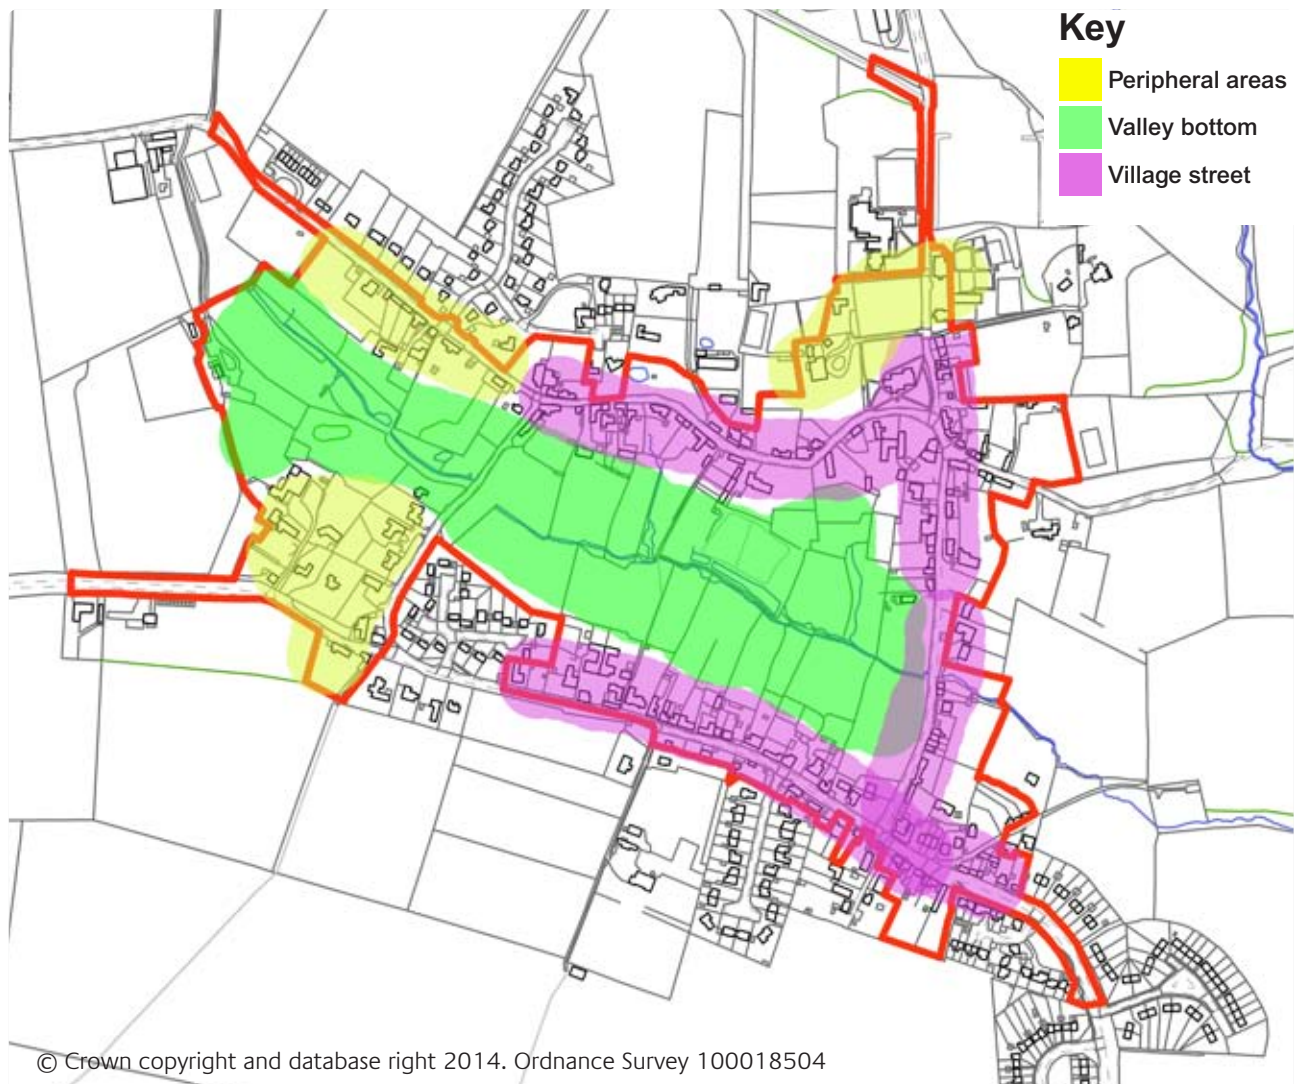 Key
Peripheral areas
Valley bottom
Village street
© Crown copyright and database right 2014. Ordnance Survey 100018504